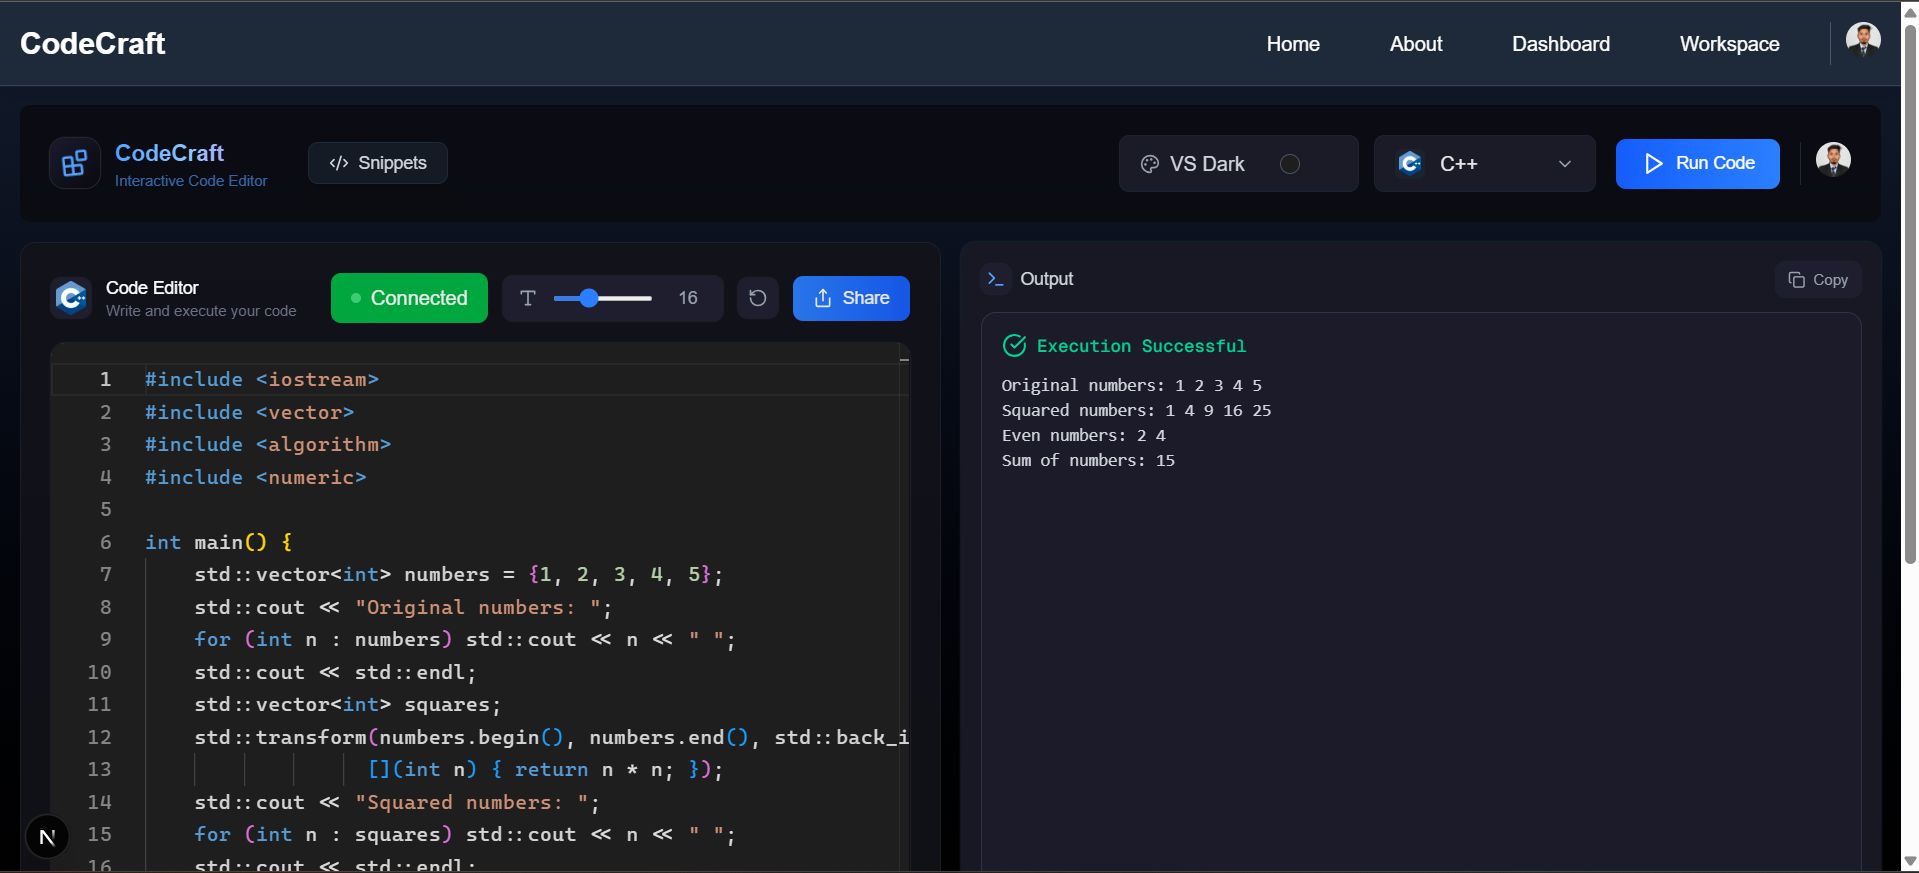 CodeCraft
Home About Dashboard Workspace
CodeCraft
Interactive Code Editor
</> Snippets
VS Dark
C++
Run Code
Code Editor
Write and execute your code
Connected
T 16
Share
1 #include <iostream>
2 #include <vector>
3 #include <algorithm>
4 #include <numeric>
5
6 int main() {
7 std::vector<int> numbers = {1, 2, 3, 4, 5};
8 std::cout << "Original numbers: ";
9 for (int n : numbers) std::cout << n << " ";
10 std::cout << std::endl;
11 std::vector<int> squares;
12 std::transform(numbers.begin(), numbers.end(), std::back_i
13 [](int n) { return n * n; });
14 std::cout << "Squared numbers: ";
15 for (int n : squares) std::cout << n << " ";
16 std::cout << std::endl;
N
>_ Output
Copy
Execution Successful
Original numbers: 1 2 3 4 5
Squared numbers: 1 4 9 16 25
Even numbers: 2 4
Sum of numbers: 15